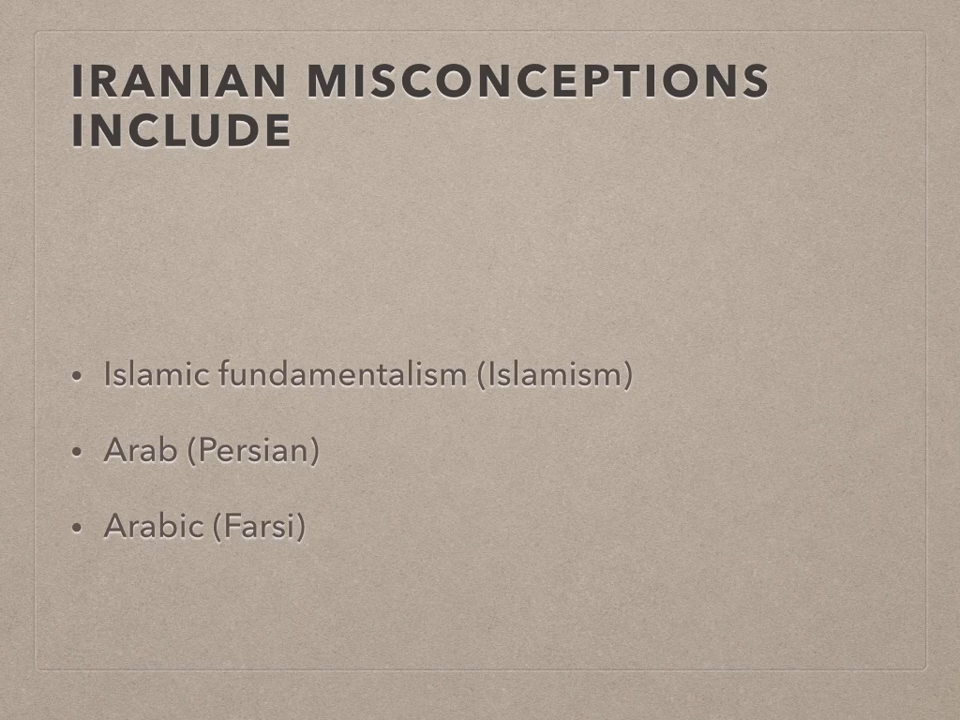 IRANIAN MISCONCEPTIONS
INCLUDE
• Islamic fundamentalism (Islamism)
• Arab (Persian)
• Arabic (Farsi)